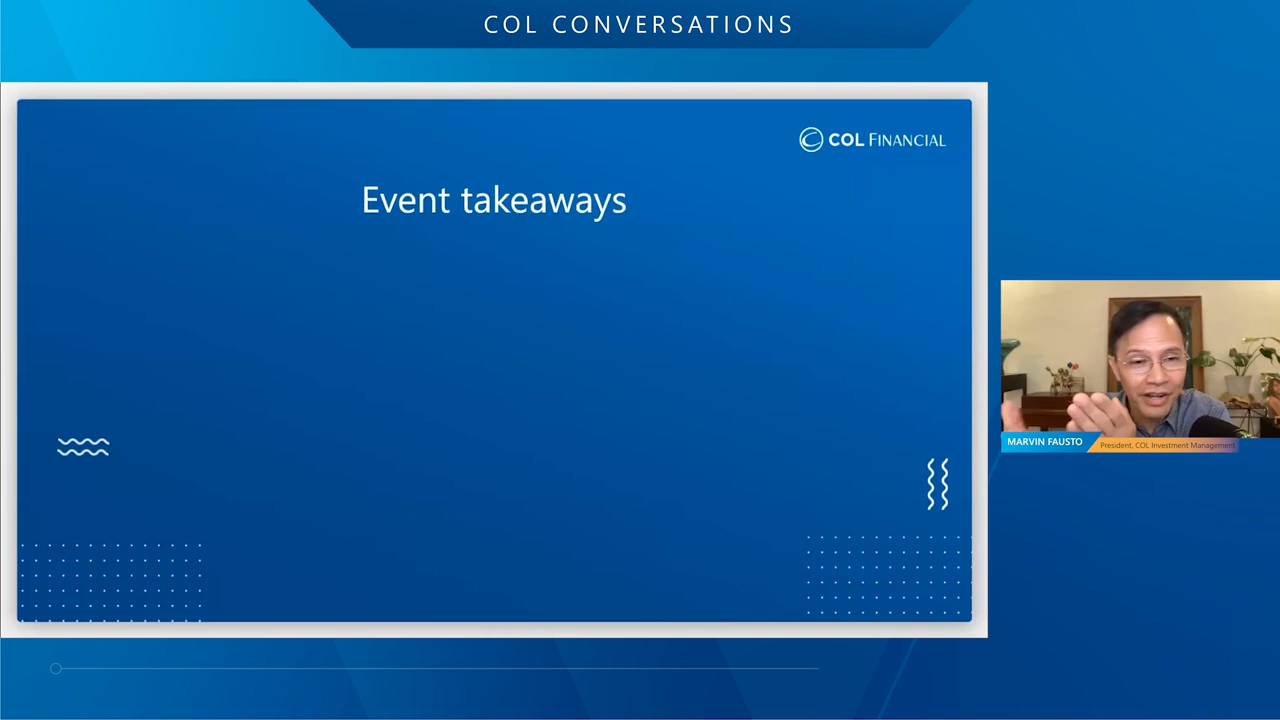 COL CONVERSATIONS
COL FINANCIAL
Event takeaways
MARVIN FAUSTO
President, COL Investment Management